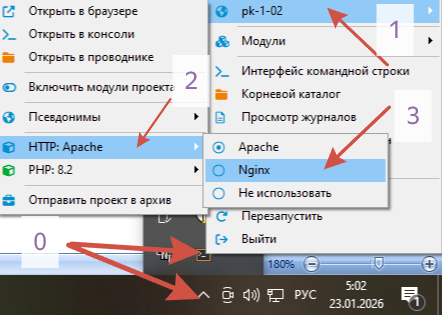 Открыть в браузере
Открыть в консоли
Открыть в проводнике
Включить модули проекта
Псевдонимы
HTTP: Apache
PHP: 8.2
Отправить проект в архив
2
pk-1-02
1
Модули
Интерфейс командной строки
Корневой каталог
Просмотр журналов
3
Apache
Nginx
Не использовать
Перезапустить
Выйти
0
180%
РУС
5:02
23.01.2026
1